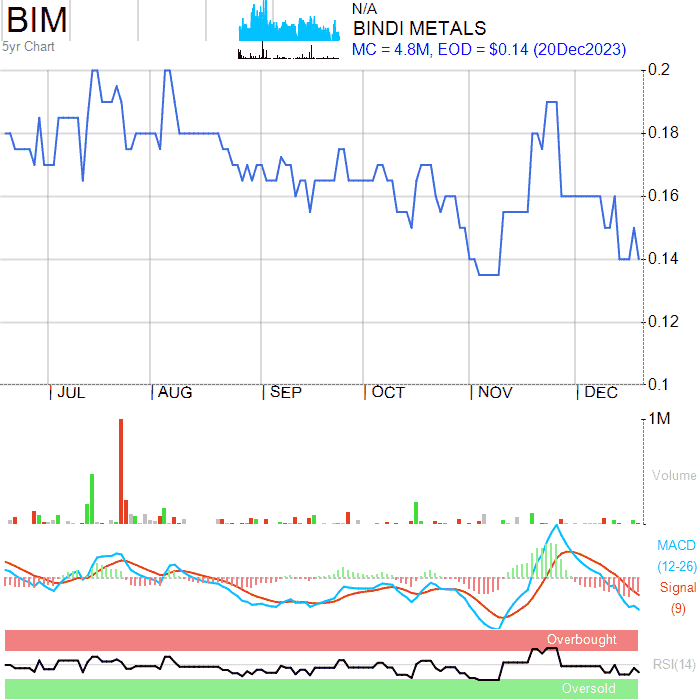 BIM
5yr Chart
N/A
BINDI METALS
MC = 4.8M, EOD = $0.14 (20Dec2023)
0.2
0.18
0.16
0.14
0.12
0.1
JUL AUG SEP OCT NOV DEC
1M
Volume
MACD
(12-26)
Signal
(9)
Overbought
RSI(14)
Oversold